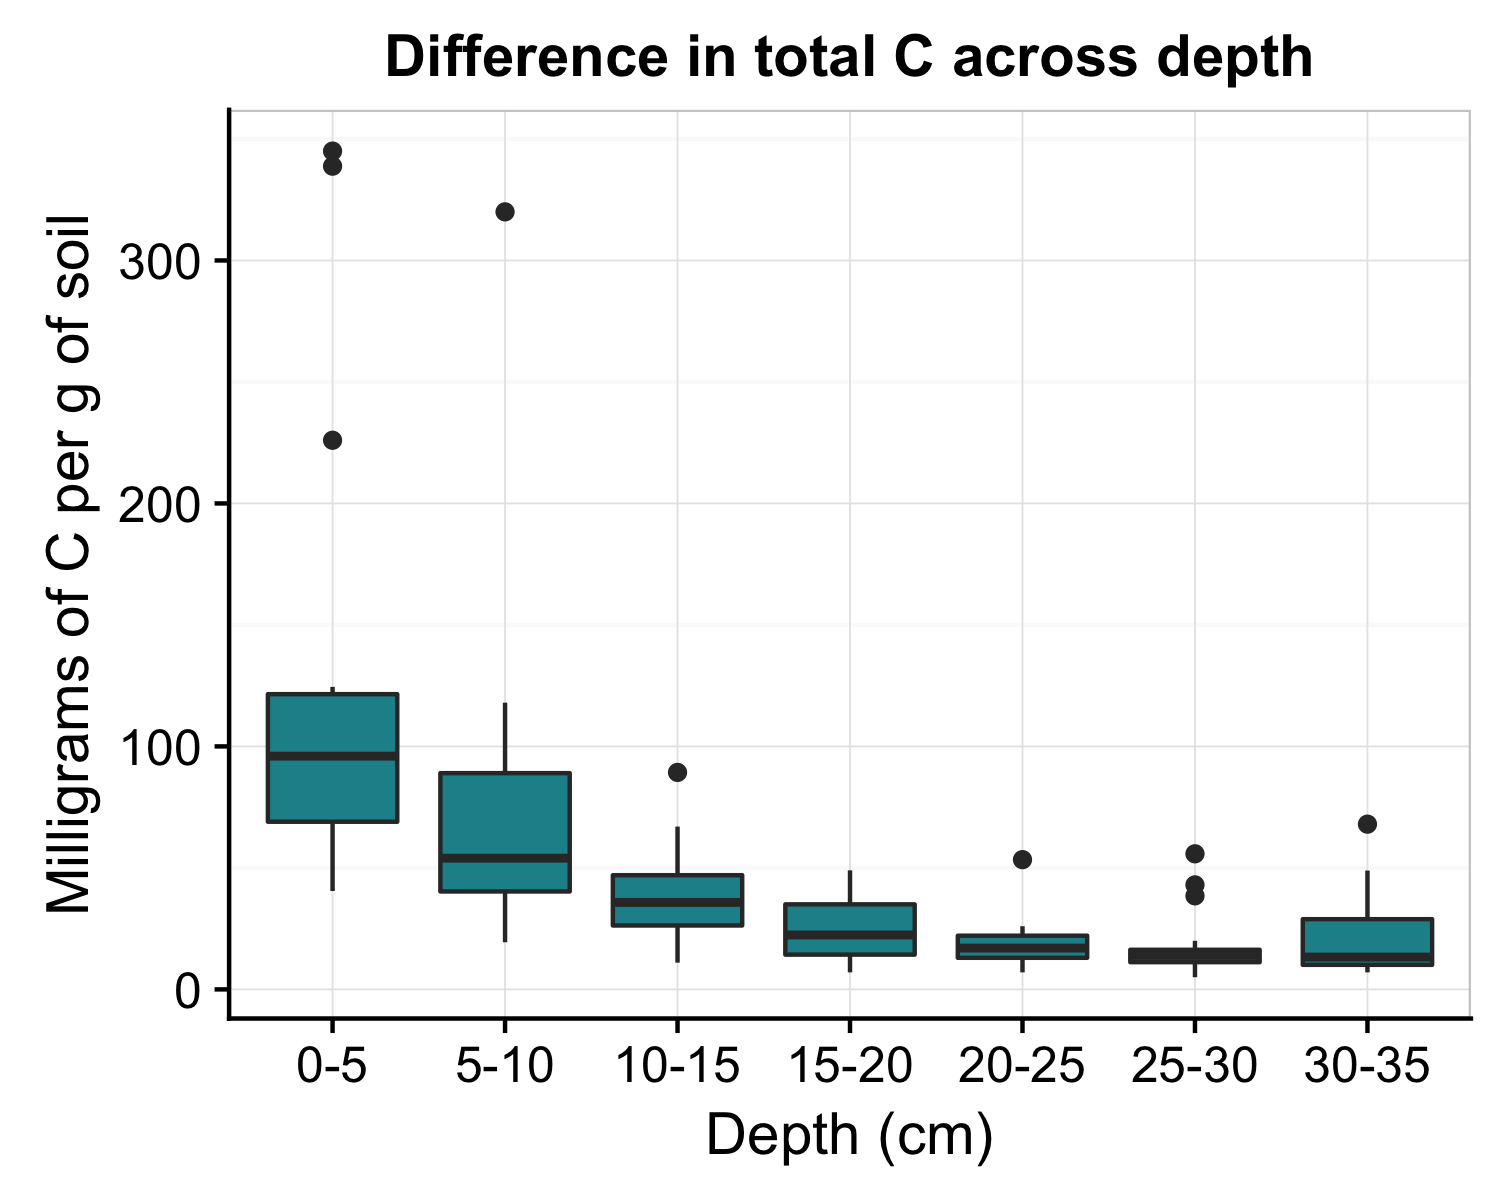 Difference in total C across depth
Milligrams of C per g of soil
300
200
100
0
0-5 5-10 10-15 15-20 20-25 25-30 30-35
Depth (cm)